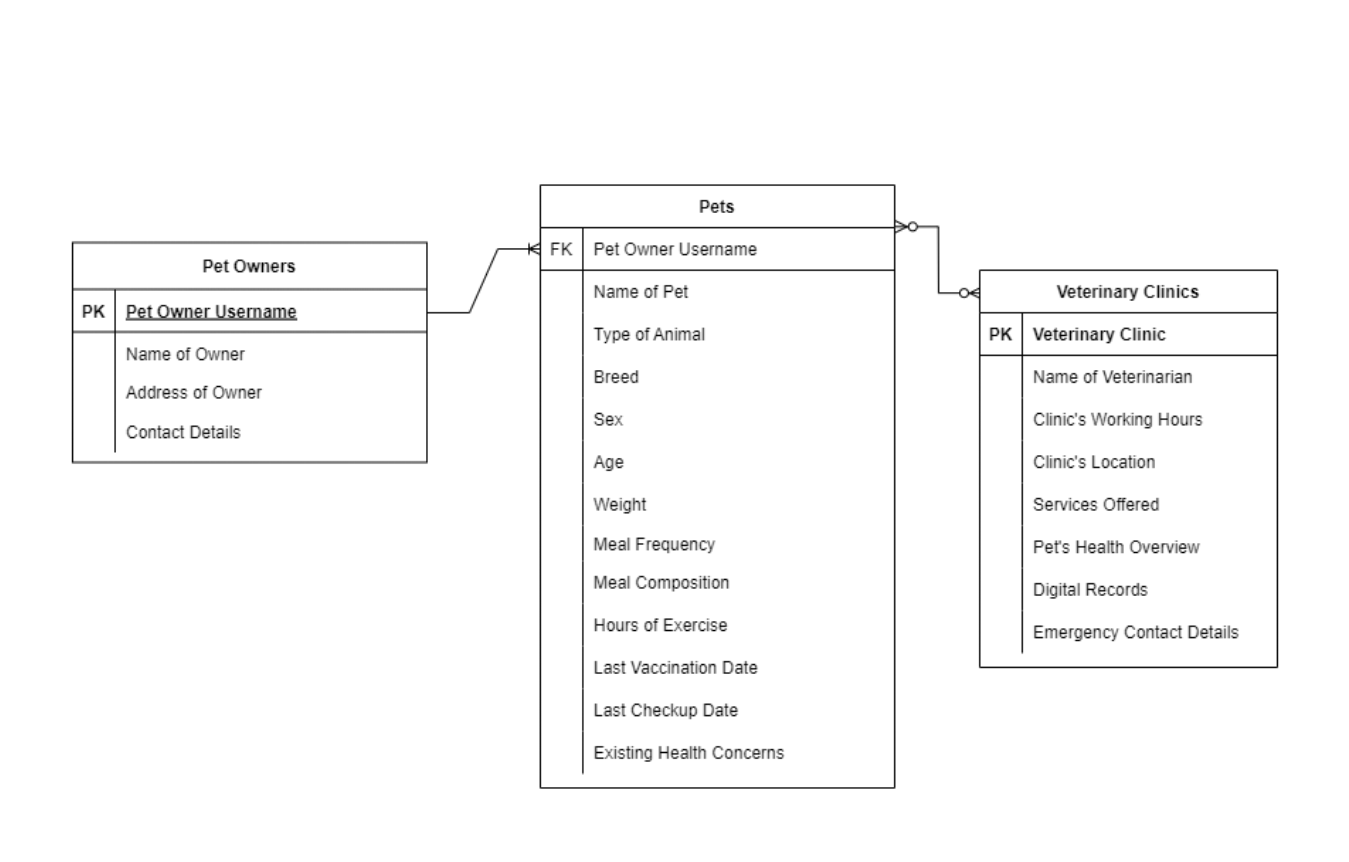 Pet Owners
PK Pet Owner Username
Name of Owner
Address of Owner
Contact Details
Pets
FK Pet Owner Username
Name of Pet
Type of Animal
Breed
Sex
Age
Weight
Meal Frequency
Meal Composition
Hours of Exercise
Last Vaccination Date
Last Checkup Date
Existing Health Concerns
Veterinary Clinics
PK Veterinary Clinic
Name of Veterinarian
Clinic's Working Hours
Clinic's Location
Services Offered
Pet's Health Overview
Digital Records
Emergency Contact Details